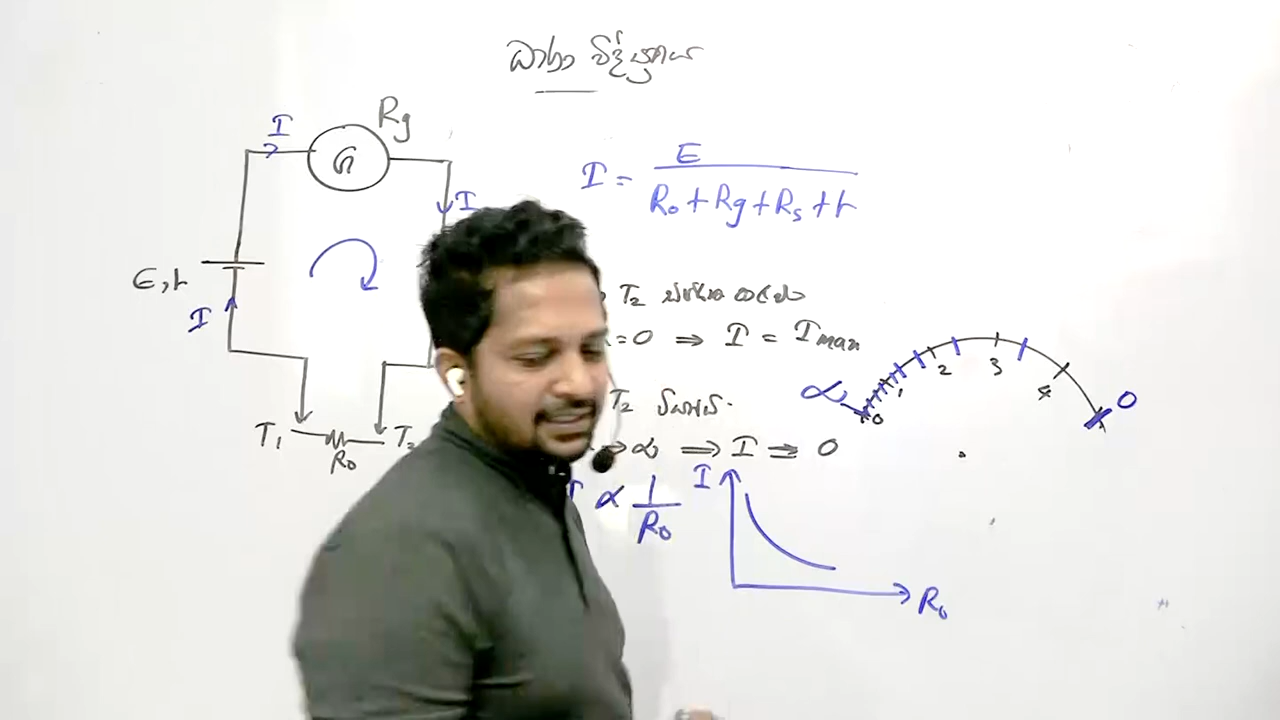 ධාරා
I
Rg
G
I
I = E / (R₀ + Rg + Rs + r)
E, r
I
T₂
= 0 ⇒ I = Imax
T₂
→ ∝ ⇒ I = 0
T₁
R₀
T₂
∝ 1 / R₀
I
R₀
∝
0 1 2 3 4
0